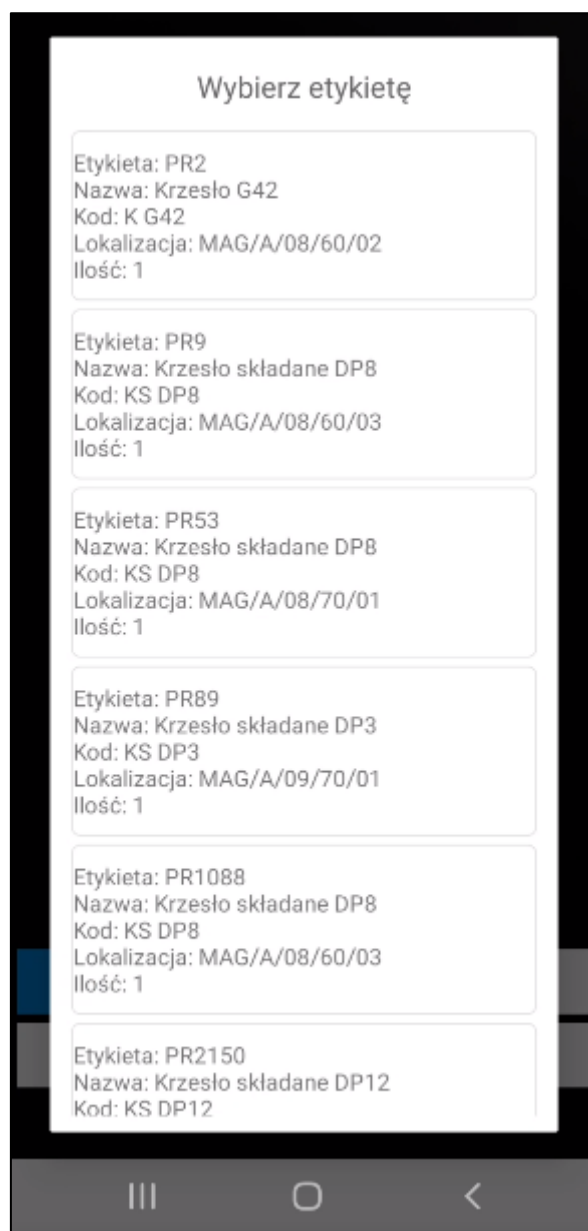 Wybierz etykietę
Etykieta: PR2
Nazwa: Krzesło G42
Kod: K G42
Lokalizacja: MAG/A/08/60/02
Ilość: 1
Etykieta: PR9
Nazwa: Krzesło składane DP8
Kod: KS DP8
Lokalizacja: MAG/A/08/60/03
Ilość: 1
Etykieta: PR53
Nazwa: Krzesło składane DP8
Kod: KS DP8
Lokalizacja: MAG/A/08/70/01
Ilość: 1
Etykieta: PR89
Nazwa: Krzesło składane DP3
Kod: KS DP3
Lokalizacja: MAG/A/09/70/01
Ilość: 1
Etykieta: PR1088
Nazwa: Krzesło składane DP8
Kod: KS DP8
Lokalizacja: MAG/A/08/60/03
Ilość: 1
Etykieta: PR2150
Nazwa: Krzesło składane DP12
Kod: KS DP12